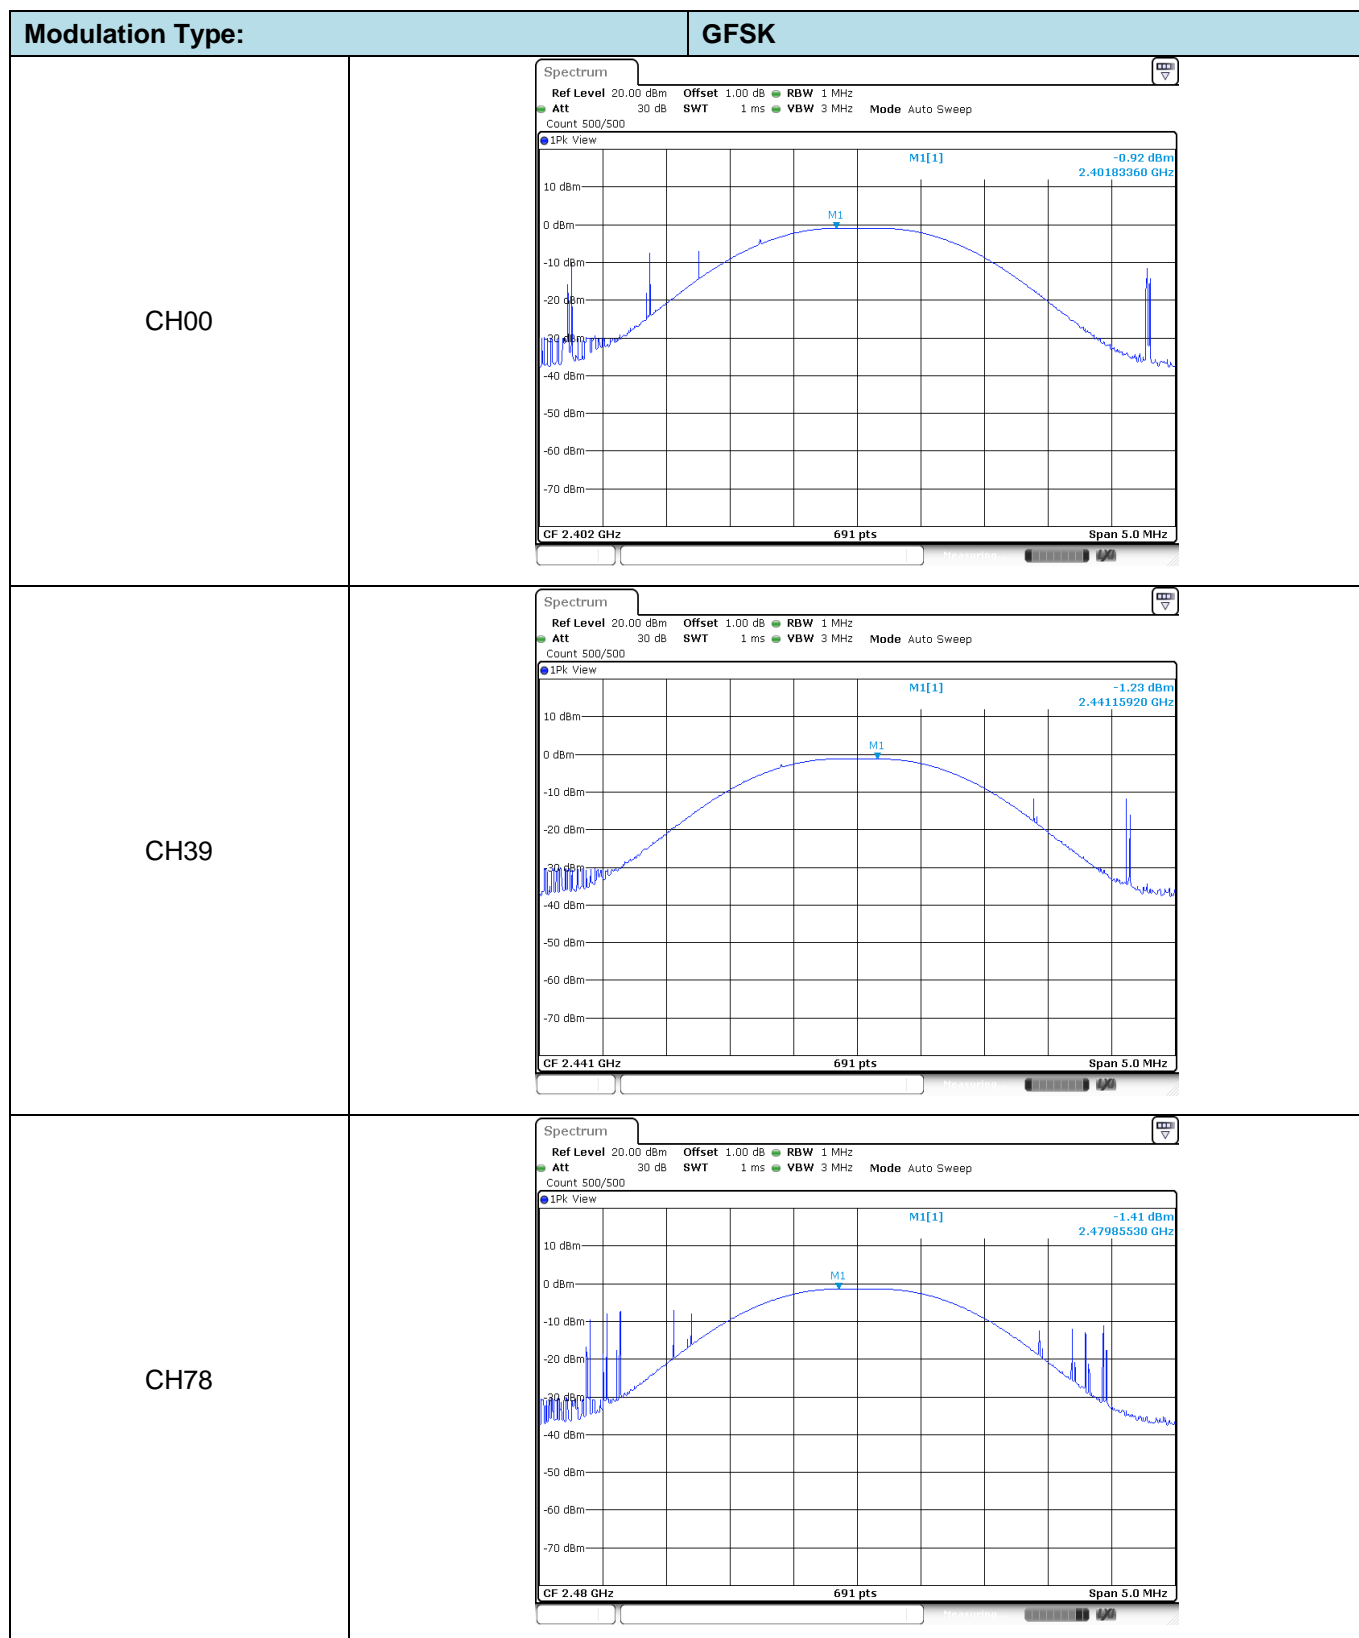 Modulation Type: GFSK
CH00
Spectrum
Ref Level 20.00 dBm Offset 1.00 dB RBW 1 MHz
Att 30 dB SWT 1 ms VBW 3 MHz Mode Auto Sweep
Count 500/500
1Pk View
M1[1] -0.92 dBm
2.40183360 GHz
10 dBm
M1
0 dBm
-10 dBm
-20 dBm
-30 dBm
-40 dBm
-50 dBm
-60 dBm
-70 dBm
CF 2.402 GHz 691 pts Span 5.0 MHz
Measuring...
CH39
Spectrum
Ref Level 20.00 dBm Offset 1.00 dB RBW 1 MHz
Att 30 dB SWT 1 ms VBW 3 MHz Mode Auto Sweep
Count 500/500
1Pk View
M1[1] -1.23 dBm
2.44115920 GHz
10 dBm
M1
0 dBm
-10 dBm
-20 dBm
-30 dBm
-40 dBm
-50 dBm
-60 dBm
-70 dBm
CF 2.441 GHz 691 pts Span 5.0 MHz
Measuring...
CH78
Spectrum
Ref Level 20.00 dBm Offset 1.00 dB RBW 1 MHz
Att 30 dB SWT 1 ms VBW 3 MHz Mode Auto Sweep
Count 500/500
1Pk View
M1[1] -1.41 dBm
2.47985530 GHz
10 dBm
M1
0 dBm
-10 dBm
-20 dBm
-30 dBm
-40 dBm
-50 dBm
-60 dBm
-70 dBm
CF 2.48 GHz 691 pts Span 5.0 MHz
Measuring...